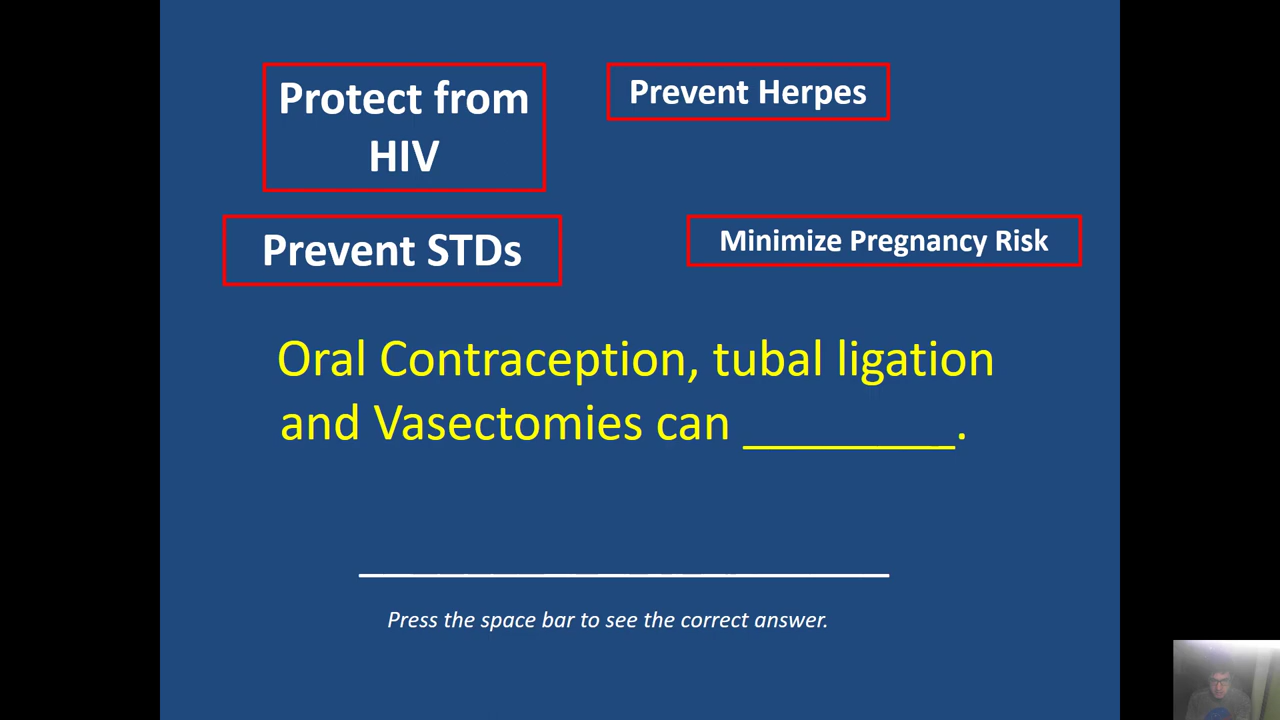 Protect from
HIV
Prevent Herpes
Prevent STDs
Minimize Pregnancy Risk
Oral Contraception, tubal ligation
and Vasectomies can _________.
Press the space bar to see the correct answer.